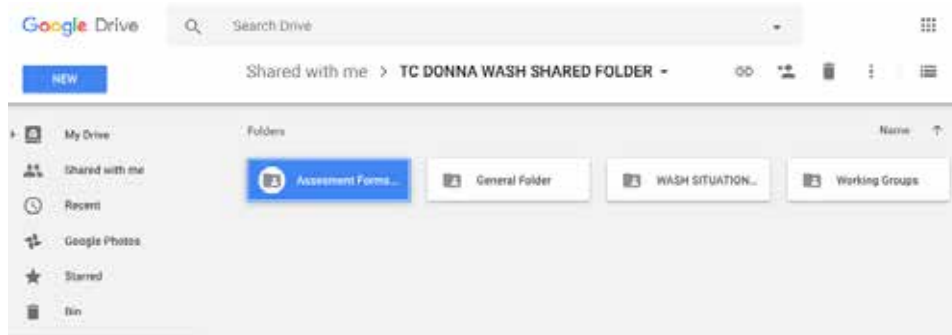 Google Drive
Search Drive
NEW
Shared with me > TC DONNA WASH SHARED FOLDER
My Drive
Shared with me
Recent
Google Photos
Starred
Bin
Folders
Name
Assesment Forms...
General Folder
WASH SITUATION...
Working Groups